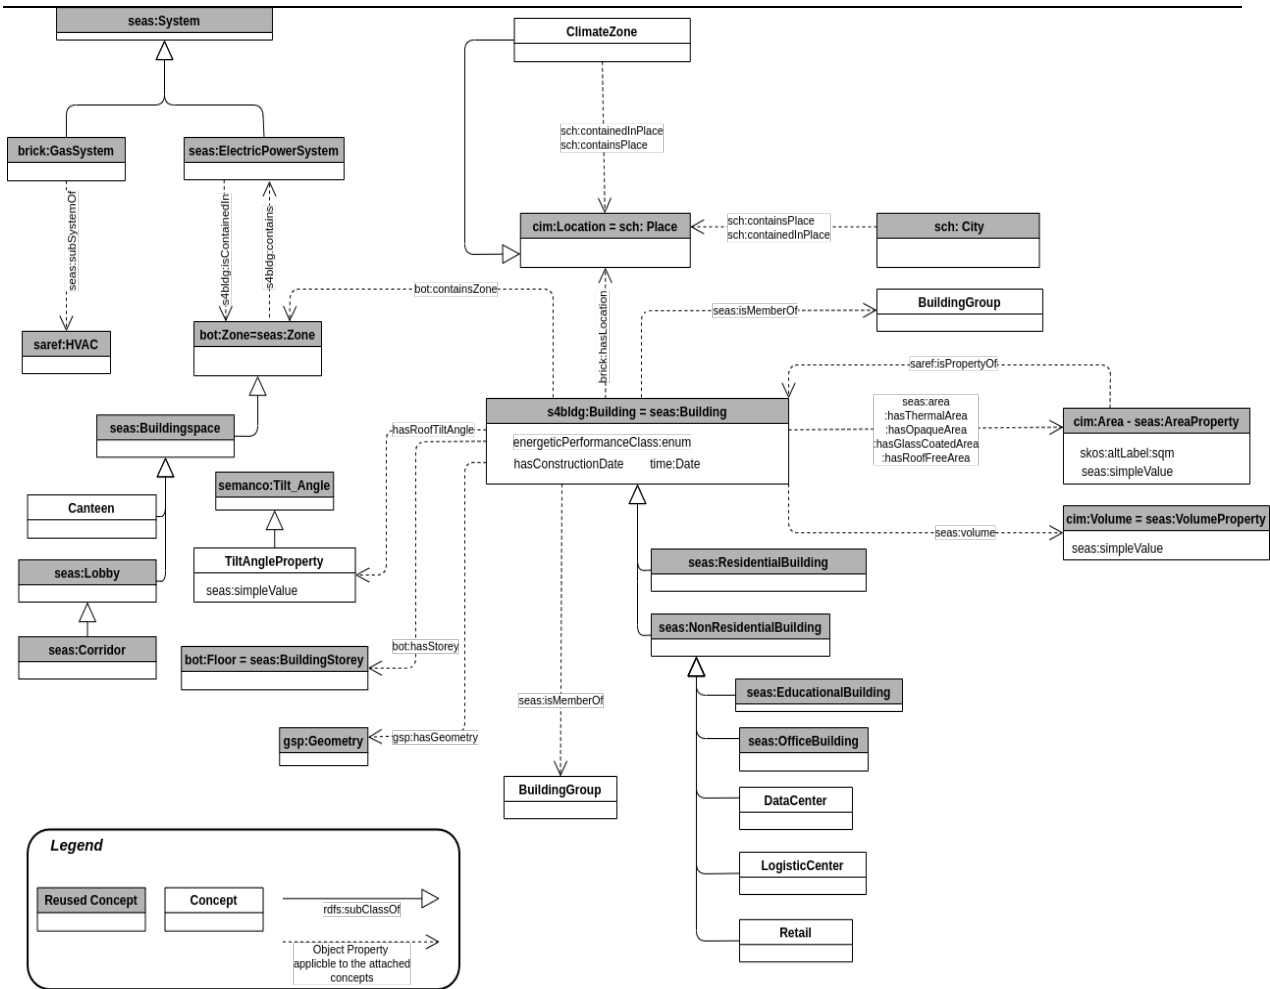 seas:System
ClimateZone
sch:containedInPlace
sch:containsPlace
brick:GasSystem
seas:ElectricPowerSystem
seas:subSystemOf
s4bldg:isContainedIn
s4bldg:contains
cim:Location = sch: Place
sch:containsPlace
sch:containedInPlace
sch: City
bot:containsZone
brick:hasLocation
seas:isMemberOf
BuildingGroup
saref:HVAC
bot:Zone=seas:Zone
saref:isPropertyOf
s4bldg:Building = seas:Building
energeticPerformanceClass:enum
hasConstructionDate time:Date
seas:area
:hasThermalArea
:hasOpaqueArea
:hasGlassCoatedArea
:hasRoofFreeArea
cim:Area - seas:AreaProperty
skos:altLabel:sqm
seas:simpleValue
seas:Buildingspace
hasRoofTiltAngle
semanco:Tilt_Angle
Canteen
seas:volume
cim:Volume = seas:VolumeProperty
seas:simpleValue
TiltAngleProperty
seas:simpleValue
seas:Lobby
seas:ResidentialBuilding
seas:NonResidentialBuilding
seas:Corridor
bot:hasStorey
bot:Floor = seas:BuildingStorey
seas:EducationalBuilding
seas:isMemberOf
gsp:Geometry
gsp:hasGeometry
seas:OfficeBuilding
BuildingGroup
DataCenter
LogisticCenter
Retail
Legend
Reused Concept
Concept
rdfs:subClassOf
Object Property
applicble to the attached
concepts